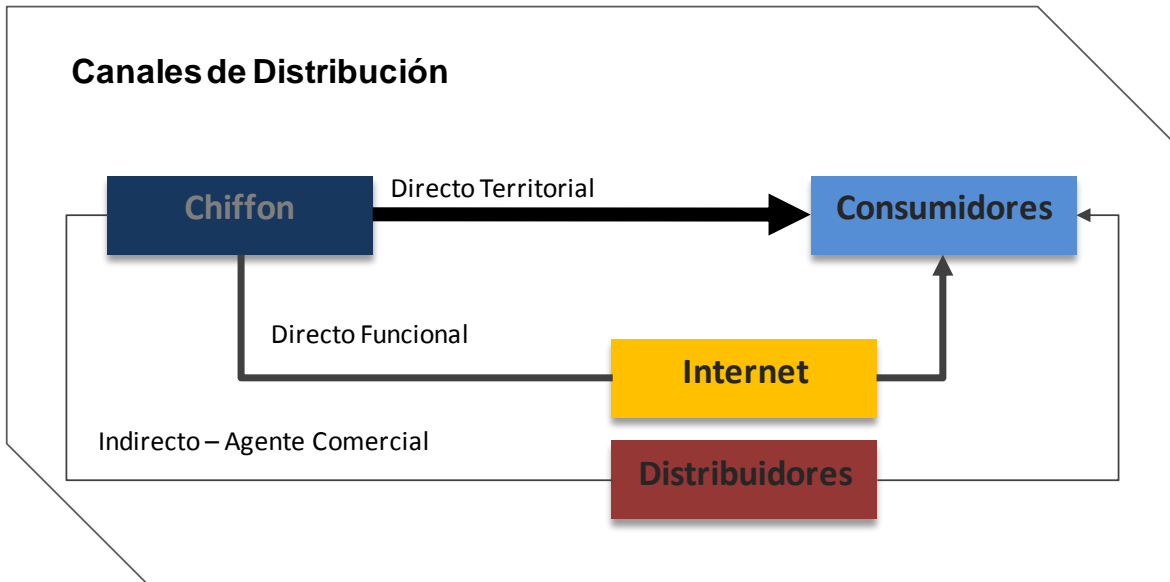 Canales de Distribución
Directo Territorial
Chiffon
Consumidores
Directo Funcional
Internet
Indirecto – Agente Comercial
Distribuidores